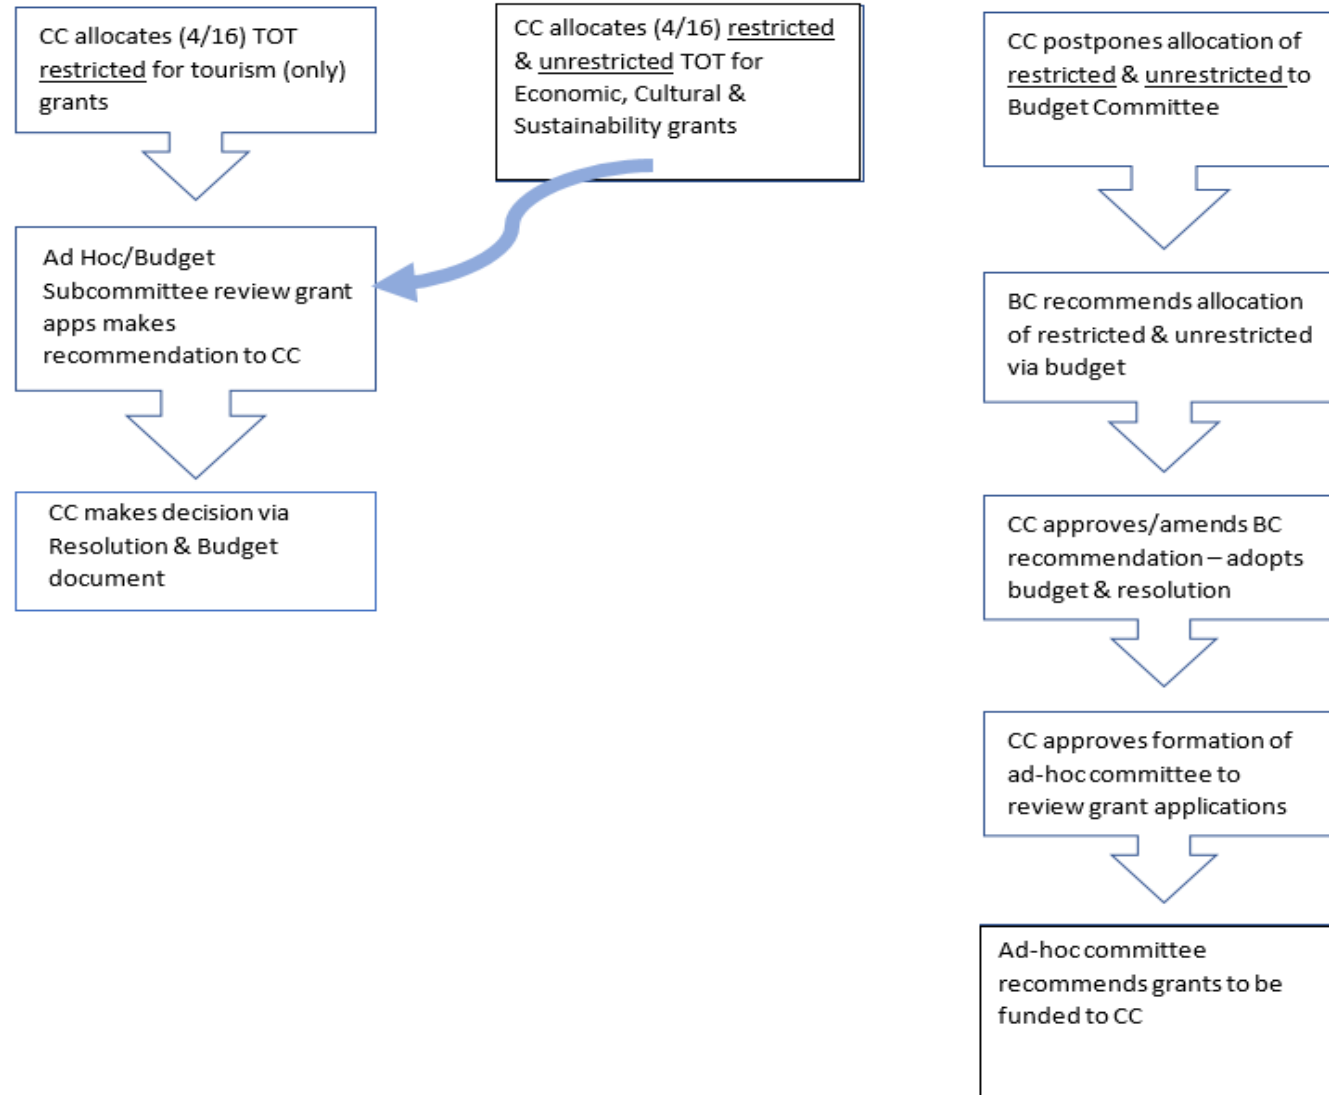 CC allocates (4/16) TOT
restricted for tourism (only)
grants
Ad Hoc/Budget
Subcommittee review grant
apps makes
recommendation to CC
CC makes decision via
Resolution & Budget
document
CC allocates (4/16) restricted
& unrestricted TOT for
Economic, Cultural &
Sustainability grants
CC postpones allocation of
restricted & unrestricted to
Budget Committee
BC recommends allocation
of restricted & unrestricted
via budget
CC approves/amends BC
recommendation – adopts
budget & resolution
CC approves formation of
ad-hoc committee to
review grant applications
Ad-hoc committee
recommends grants to be
funded to CC